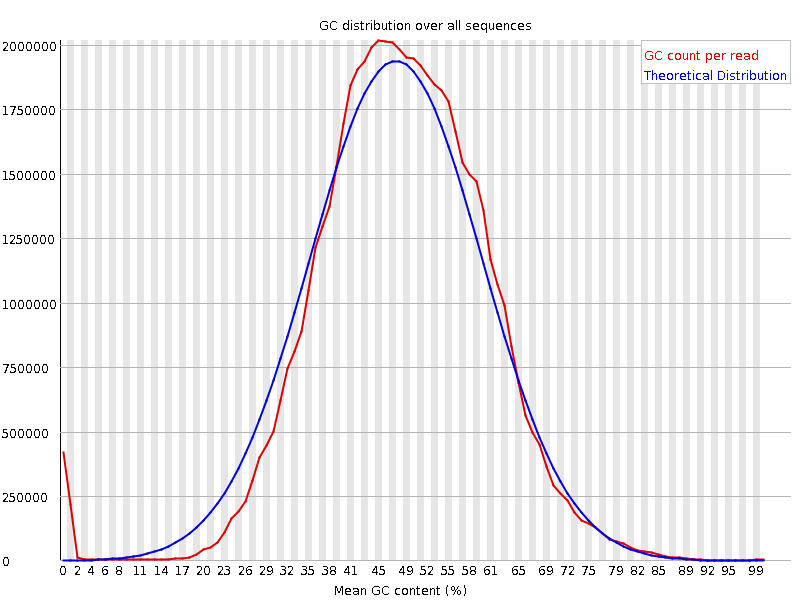 GC distribution over all sequences
GC count per read
Theoretical Distribution
2000000
1750000
1500000
1250000
1000000
750000
500000
250000
0
0 2 4 6 8 11 14 17 20 23 26 29 32 35 38 41 45 48 52 55 58 61 65 69 72 75 79 82 85 89 92 95 99
Mean GC content (%)